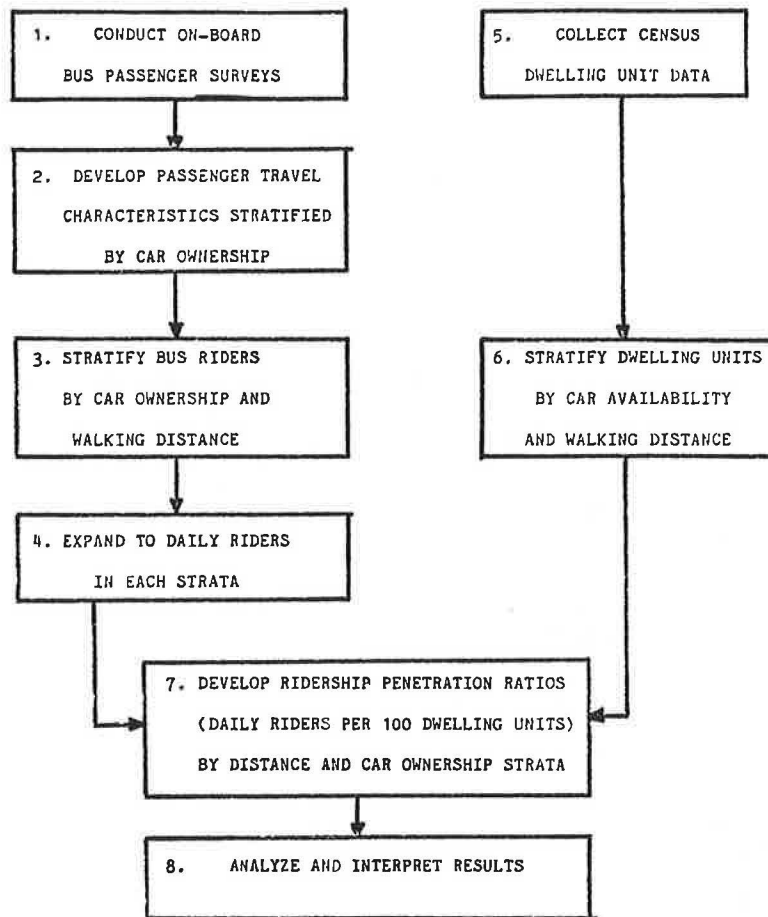 1. CONDUCT ON-BOARD
BUS PASSENGER SURVEYS
2. DEVELOP PASSENGER TRAVEL
CHARACTERISTICS STRATIFIED
BY CAR OWNERSHIP
3. STRATIFY BUS RIDERS
BY CAR OWNERSHIP AND
WALKING DISTANCE
4. EXPAND TO DAILY RIDERS
IN EACH STRATA
5. COLLECT CENSUS
DWELLING UNIT DATA
6. STRATIFY DWELLING UNITS
BY CAR AVAILABILITY
AND WALKING DISTANCE
7. DEVELOP RIDERSHIP PENETRATION RATIOS
(DAILY RIDERS PER 100 DWELLING UNITS)
BY DISTANCE AND CAR OWNERSHIP STRATA
8. ANALYZE AND INTERPRET RESULTS